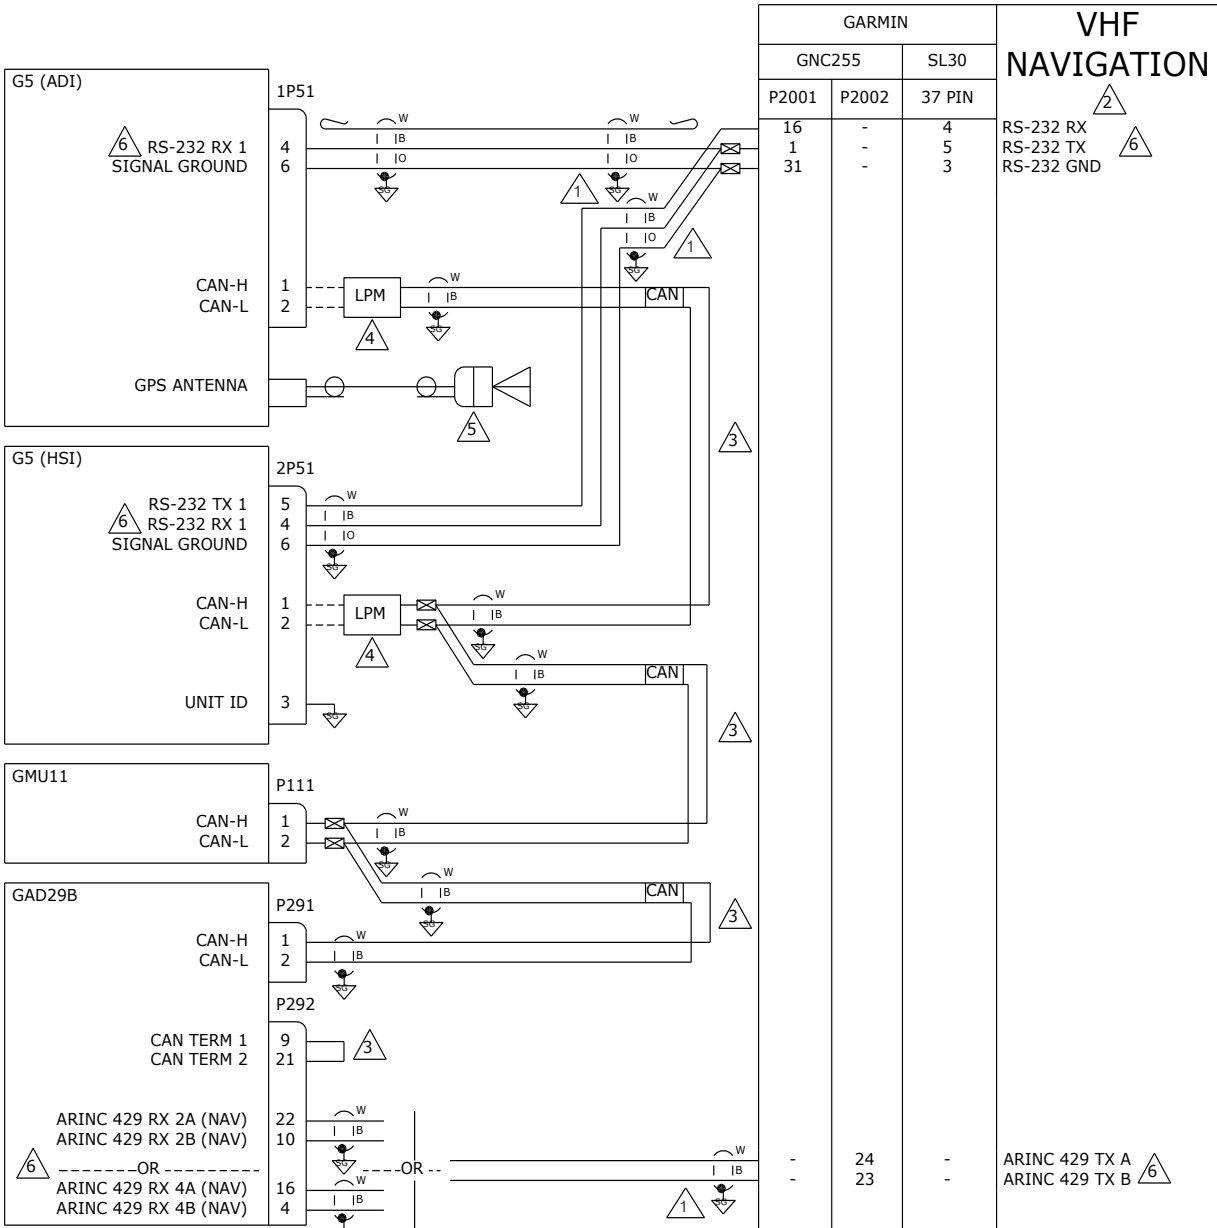 GARMIN
VHF
NAVIGATION
GNC255 SL30
P2001 P2002 37 PIN
2
16 - 4 RS-232 RX
1 - 5 RS-232 TX
31 - 3 RS-232 GND
6
G5 (ADI)
1P51
6 RS-232 RX 1 4
SIGNAL GROUND 6
W W
B B
O O
SG SG
1
W
B
O
SG
1
CAN-H 1
CAN-L 2
LPM
4
W
B
SG
CAN
GPS ANTENNA
5
3
G5 (HSI)
2P51
RS-232 TX 1 5
6 RS-232 RX 1 4
SIGNAL GROUND 6
W
B
O
SG
CAN-H 1
CAN-L 2
LPM
4
W
B
SG
W
B
SG
CAN
UNIT ID 3
SG
3
GMU11
P111
CAN-H 1
CAN-L 2
W
B
SG
W
B
SG
CAN
3
GAD29B
P291
CAN-H 1
CAN-L 2
W
B
SG
P292
CAN TERM 1 9
CAN TERM 2 21
3
ARINC 429 RX 2A (NAV) 22
ARINC 429 RX 2B (NAV) 10
W
B
SG
6 OR OR
ARINC 429 RX 4A (NAV) 16
ARINC 429 RX 4B (NAV) 4
W
B
W
B
SG
1
- 24 - ARINC 429 TX A
- 23 - ARINC 429 TX B
6